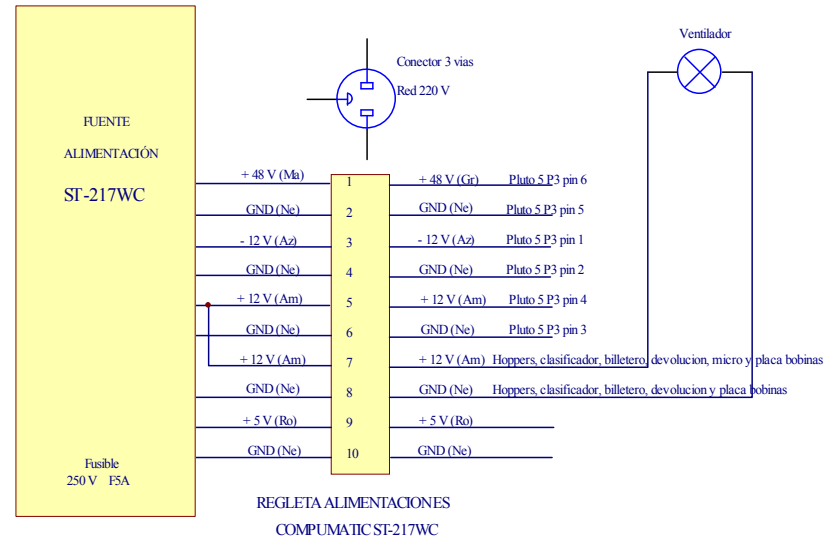 Ventilador
Conector 3 vias
Red 220 V
FUENTE
ALIMENTACIÓN
ST-217WC
+ 48 V (Ma) 1 + 48 V (Gr) Pluto 5 P3 pin 6
GND (Ne) 2 GND (Ne) Pluto 5 P3 pin 5
- 12 V (Az) 3 - 12 V (Az) Pluto 5 P3 pin 1
GND (Ne) 4 GND (Ne) Pluto 5 P3 pin 2
+ 12 V (Am) 5 + 12 V (Am) Pluto 5 P3 pin 4
GND (Ne) 6 GND (Ne) Pluto 5 P3 pin 3
+ 12 V (Am) 7 + 12 V (Am) Hoppers, clasificador, billetero, devolucion, micro y placa bobinas
GND (Ne) 8 GND (Ne) Hoppers, clasificador, billetero, devolucion y placa bobinas
+ 5 V (Ro) 9 + 5 V (Ro)
GND (Ne) 10 GND (Ne)
Fusible
250 V F5A
REGLETA ALIMENTACIONES
COMPUMATIC ST-217WC